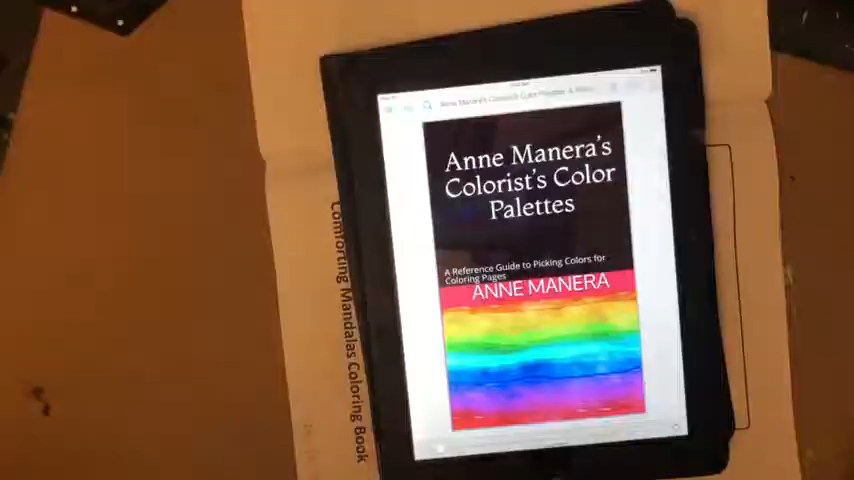 Anne Manera's
Colorist's Color
Palettes
A Reference Guide to Picking Colors for
Coloring Pages
ANNE MANERA
Comforting Mandalas Coloring Book